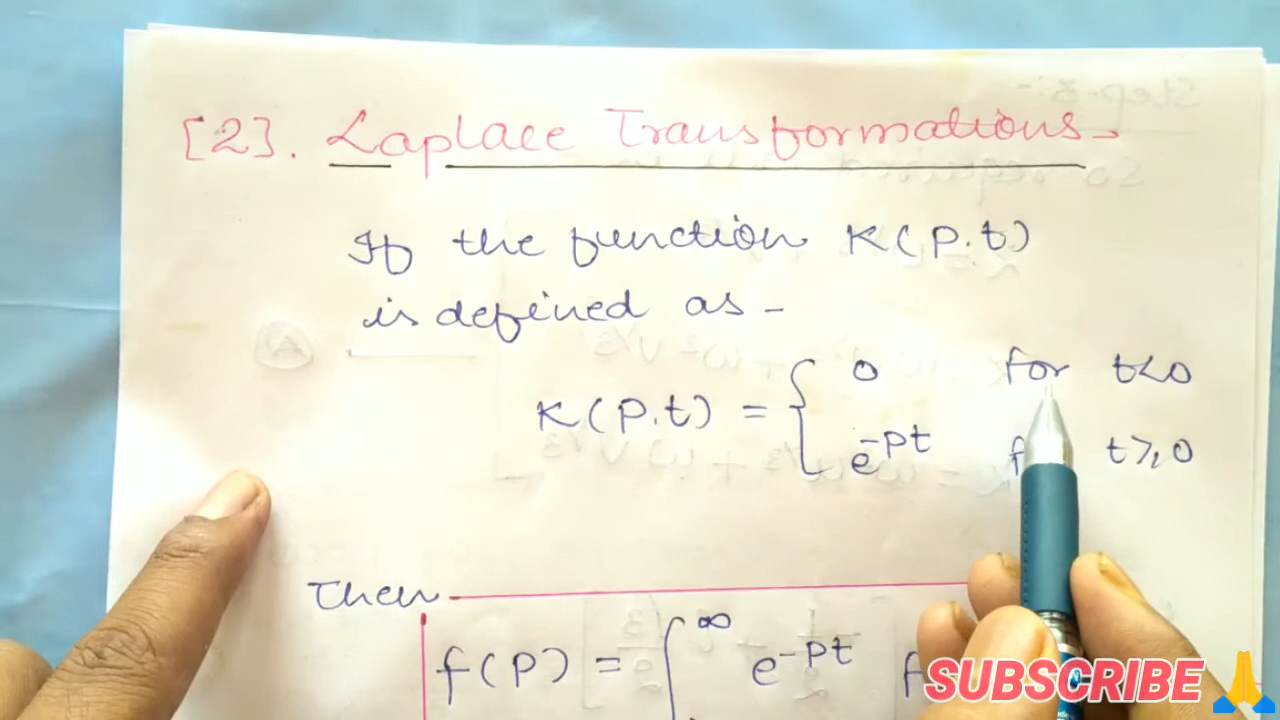 [2]. Laplace Transformations-
If the function K(P.t)
is defined as -
K(P.t) = { 0 for t<0
e^-Pt f t≥0
Then
f(P) = ∫^∞ e^-Pt f
SUBSCRIBE